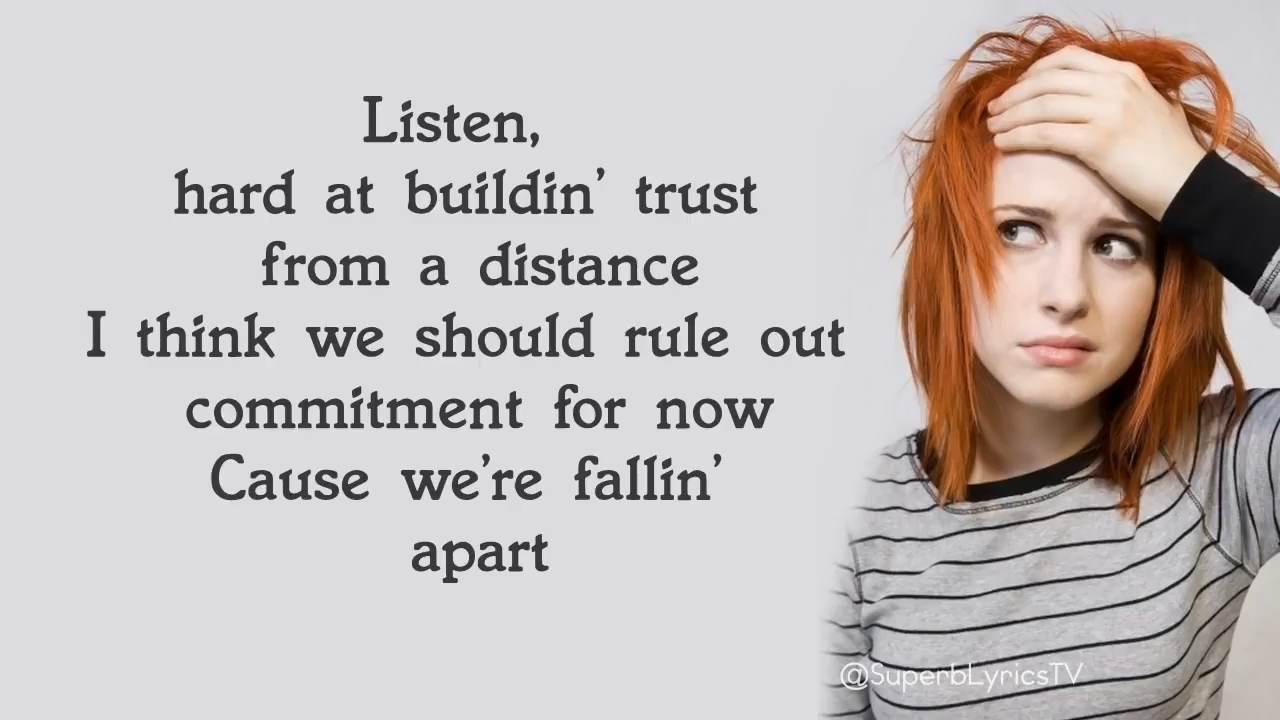 Listen,
hard at buildin’ trust
from a distance
I think we should rule out
commitment for now
Cause we’re fallin’
apart
@SuperbLyricsTV